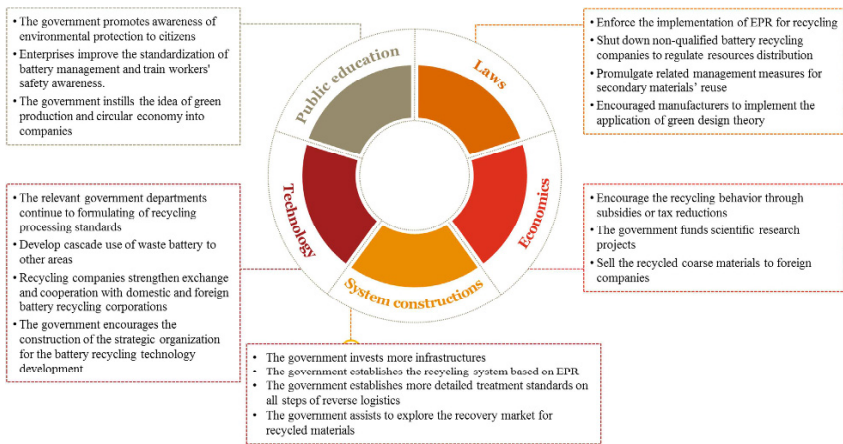 • The government promotes awareness of
environmental protection to citizens
• Enterprises improve the standardization of
battery management and train workers'
safety awareness.
• The government instills the idea of green
production and circular economy into
companies
Public education
Laws
• Enforce the implementation of EPR for recycling
• Shut down non-qualified battery recycling
companies to regulate resources distribution
• Promulgate related management measures for
secondary materials' reuse
• Encouraged manufacturers to implement the
application of green design theory
• The relevant government departments
continue to formulating of recycling
processing standards
• Develop cascade use of waste battery to
other areas
• Recycling companies strengthen exchange
and cooperation with domestic and foreign
battery recycling corporations
• The government encourages the
construction of the strategic organization
for the battery recycling technology
development
Technology
Economics
• Encourage the recycling behavior through
subsidies or tax reductions
• The government funds scientific research
projects
• Sell the recycled coarse materials to foreign
companies
System constructions
• The government invests more infrastructures
• The government establishes the recycling system based on EPR
• The government establishes more detailed treatment standards on
all steps of reverse logistics
• The government assists to explore the recovery market for
recycled materials